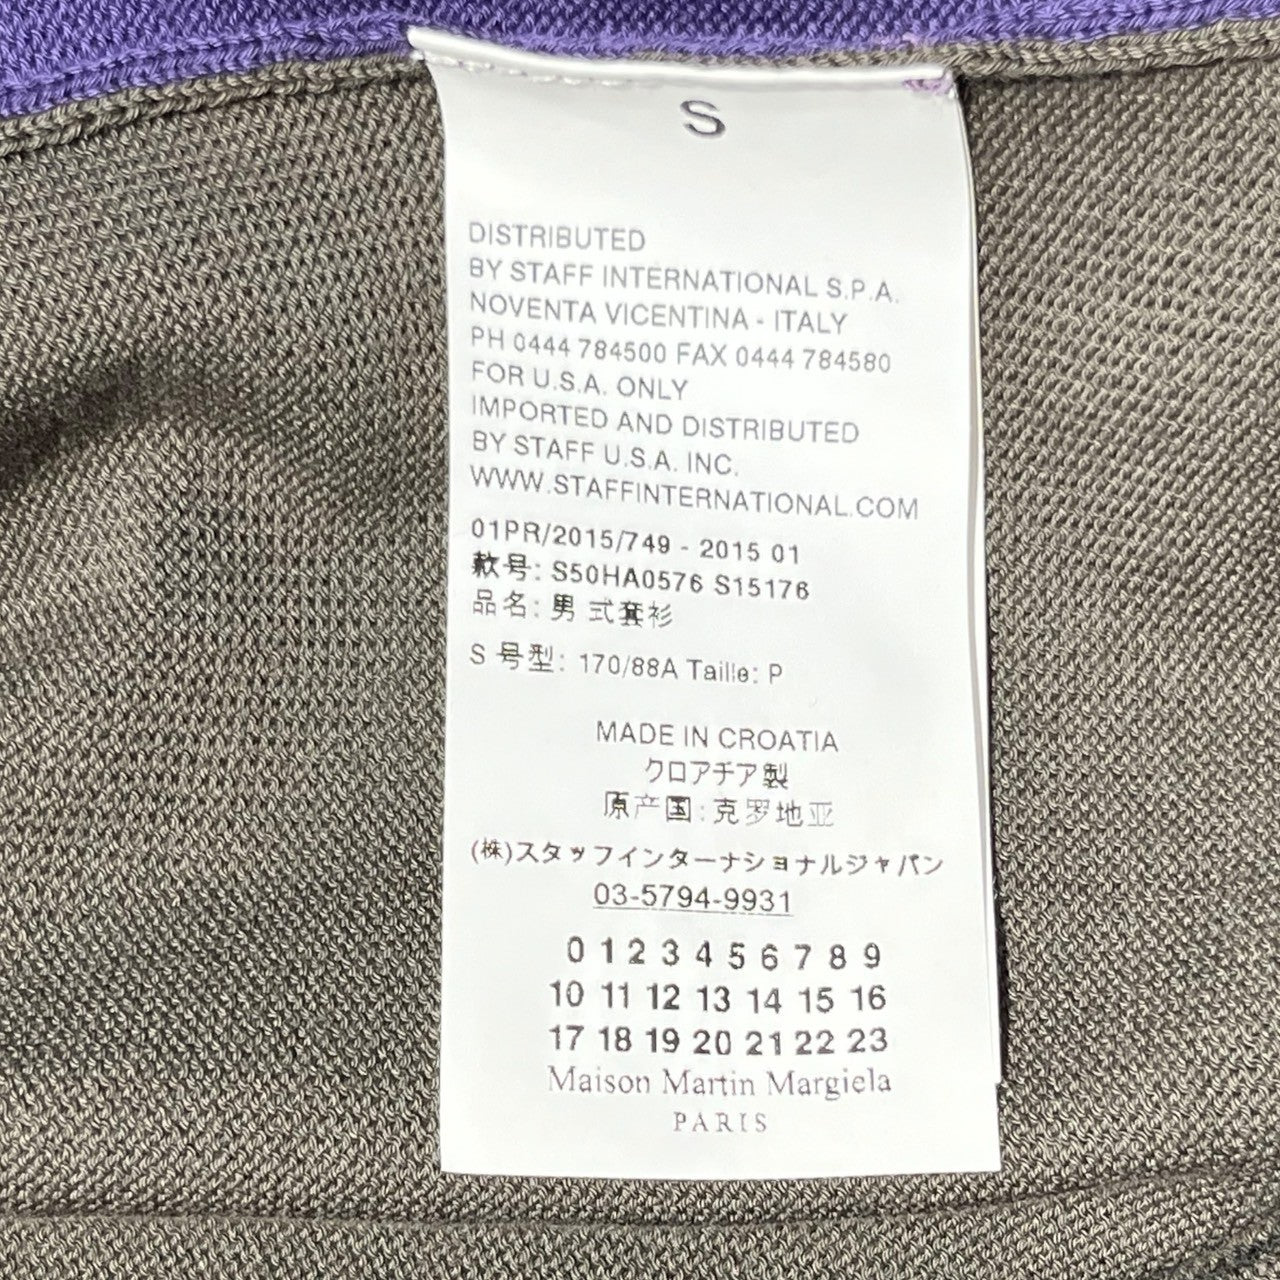 S
DISTRIBUTED
BY STAFF INTERNATIONAL S.P.A.
NOVENTA VICENTINA - ITALY
PH 0444 784500 FAX 0444 784580
FOR U.S.A. ONLY
IMPORTED AND DISTRIBUTED
BY STAFF U.S.A. INC.
WWW.STAFFINTERNATIONAL.COM
01PR/2015/749 - 2015 01
款号: S50HA0576 S15176
品名: 男 式套衫
S 号型: 170/88A Taille: P
MADE IN CROATIA
クロアチア製
原产国: 克罗地亚
(株)スタッフインターナショナルジャパン
03-5794-9931
0 1 2 3 4 5 6 7 8 9
10 11 12 13 14 15 16
17 18 19 20 21 22 23
Maison Martin Margiela
PARIS